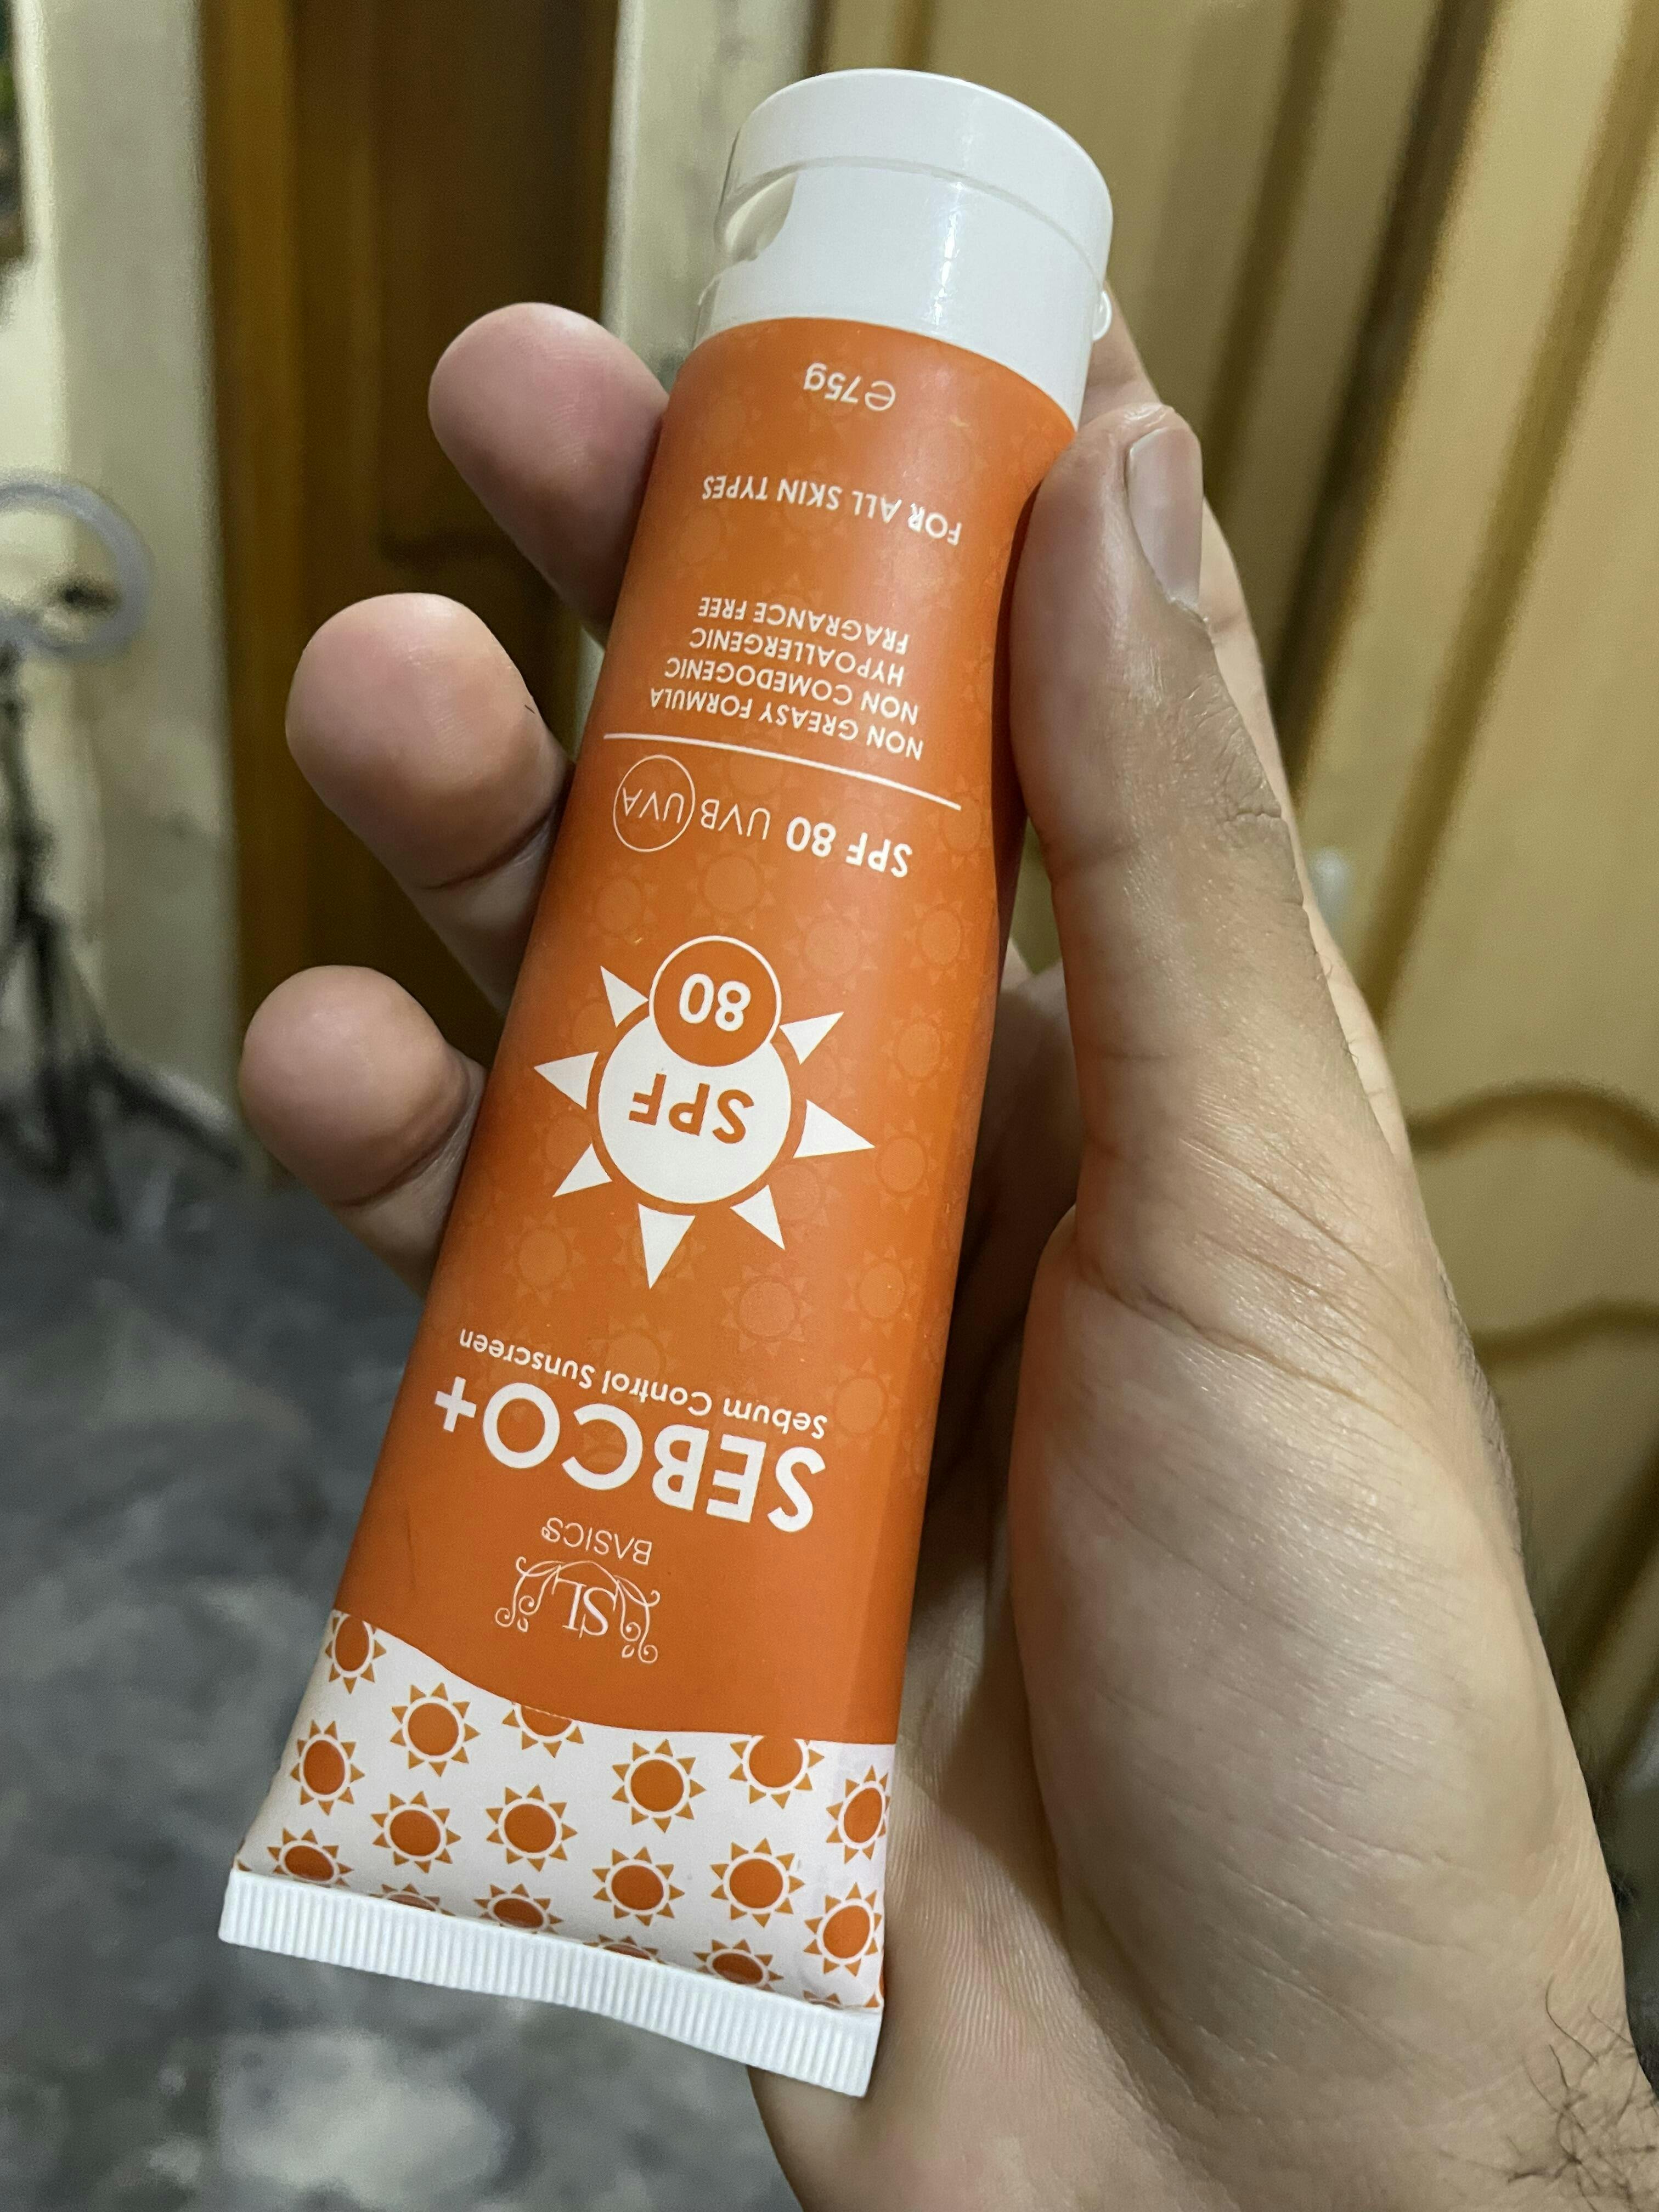 SL
BASICS
SEBCO+
Sebum Control Sunscreen
SPF
80
SPF 80 UVB UVA
NON GREASY FORMULA
NON COMEDOGENIC
HYPOALLERGENIC
FRAGRANCE FREE
FOR ALL SKIN TYPES
℮75g